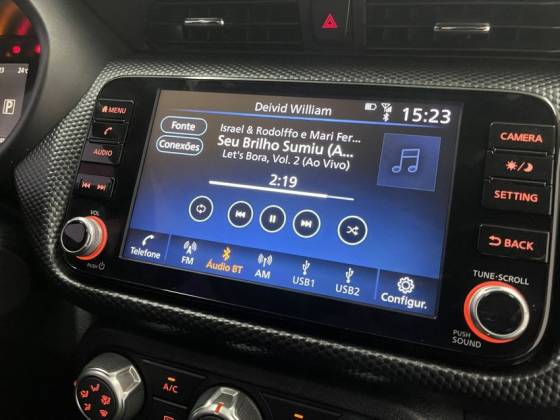 23 24°c
P
MENU
AUDIO
VOL
PUSH
Deivid William
15:23
Fonte
Conexões
Israel & Rodolffo e Mari Fer...
Seu Brilho Sumiu (A...
Let's Bora, Vol. 2 (Ao Vivo)
2:19
Telefone
FM
Áudio BT
AM
USB1
USB2
Configur.
CAMERA
SETTING
BACK
TUNE·SCROLL
PUSH
SOUND
A/C